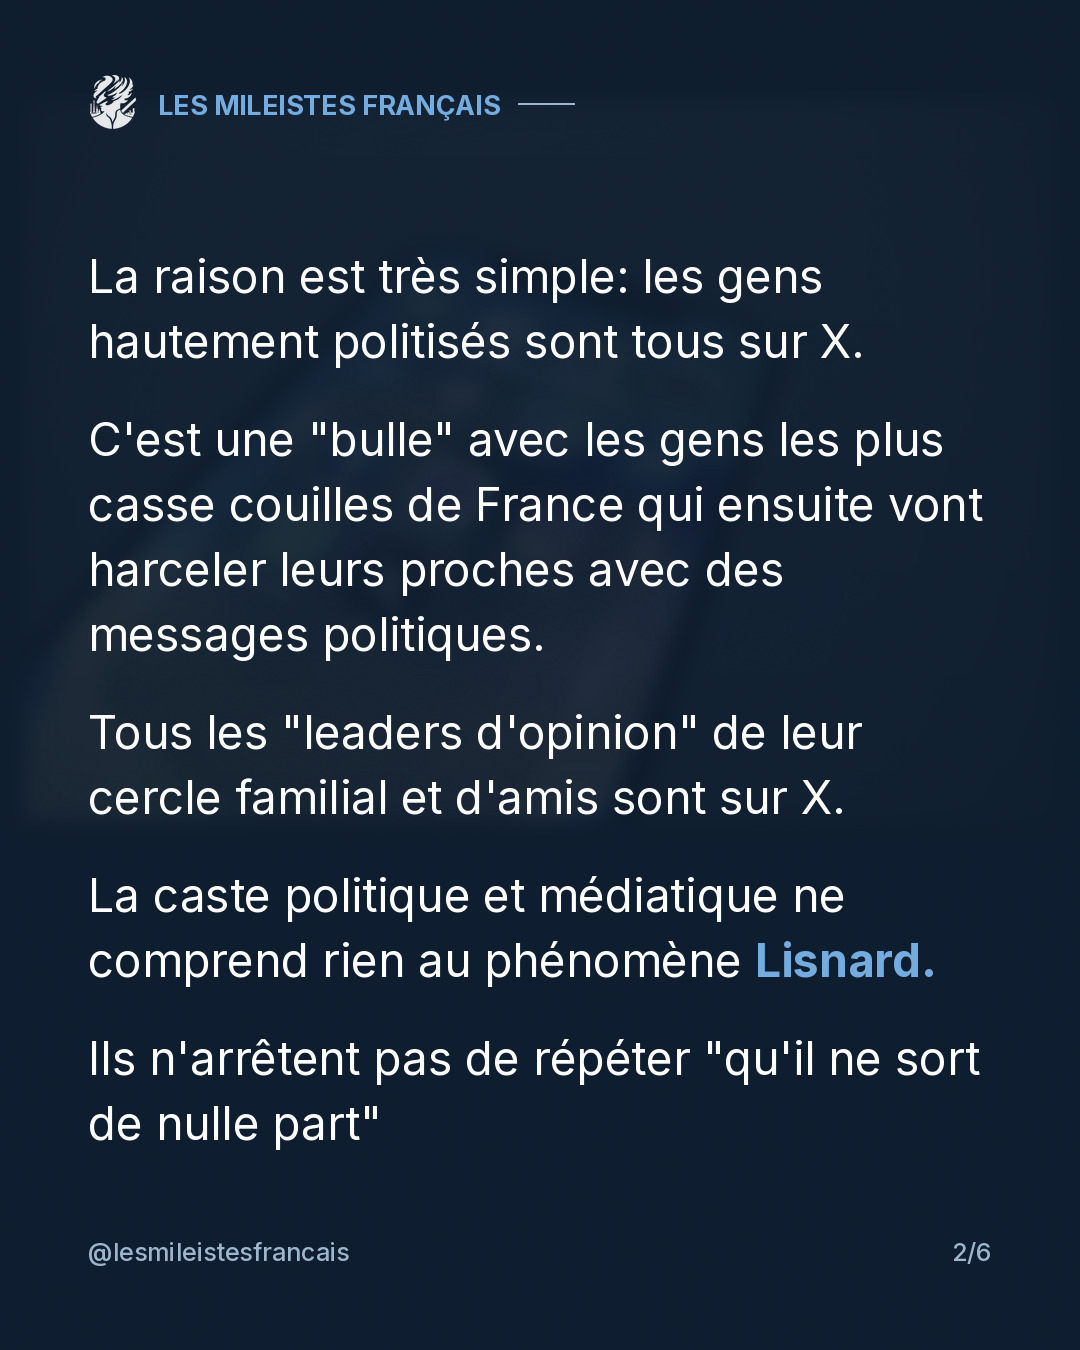 LES MILEISTES FRANÇAIS
La raison est très simple: les gens
hautement politisés sont tous sur X.
C'est une "bulle" avec les gens les plus
casse couilles de France qui ensuite vont
harceler leurs proches avec des
messages politiques.
Tous les "leaders d'opinion" de leur
cercle familial et d'amis sont sur X.
La caste politique et médiatique ne
comprend rien au phénomène Lisnard.
Ils n'arrêtent pas de répéter "qu'il ne sort
de nulle part"
@lesmileistesfrancais
2/6